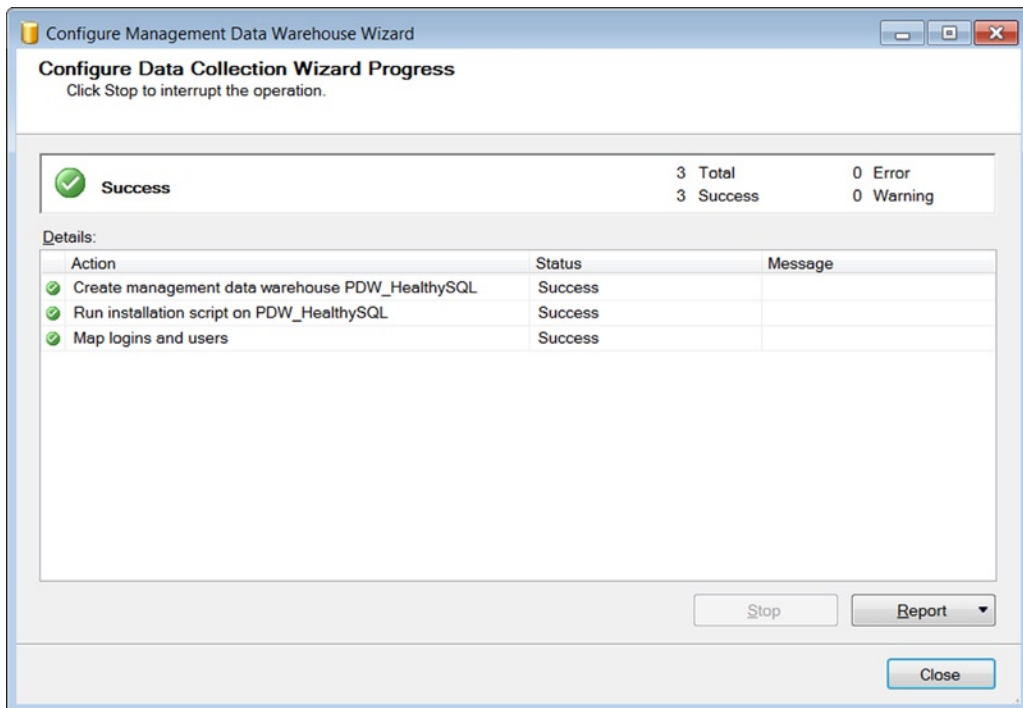 Configure Management Data Warehouse Wizard
Configure Data Collection Wizard Progress
Click Stop to interrupt the operation.
Success 3 Total 0 Error
3 Success 0 Warning
Details:
Action Status Message
Create management data warehouse PDW_HealthySQL Success
Run installation script on PDW_HealthySQL Success
Map logins and users Success
Stop Report
Close